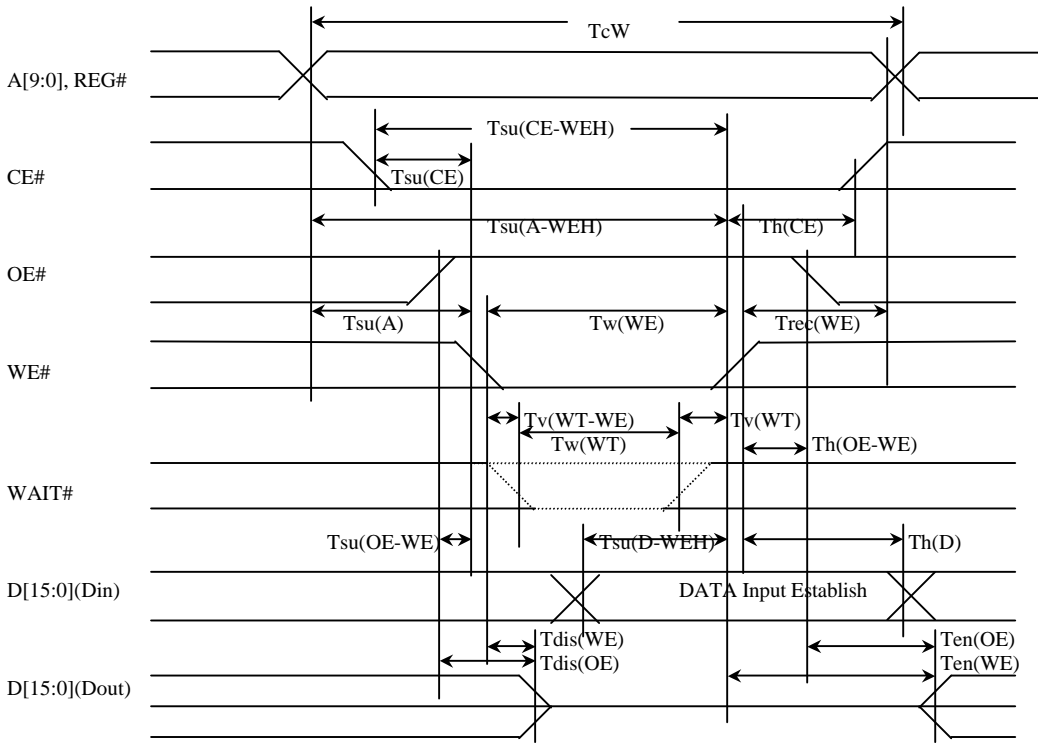 TcW
A[9:0], REG#
Tsu(CE-WEH)
CE#
Tsu(CE)
Tsu(A-WEH)
Th(CE)
OE#
Tsu(A)
Tw(WE)
Trec(WE)
WE#
Tv(WT-WE)
Tv(WT)
Tw(WT)
Th(OE-WE)
WAIT#
Tsu(OE-WE)
Tsu(D-WEH)
Th(D)
D[15:0](Din)
DATA Input Establish
Tdis(WE)
Ten(OE)
Tdis(OE)
Ten(WE)
D[15:0](Dout)